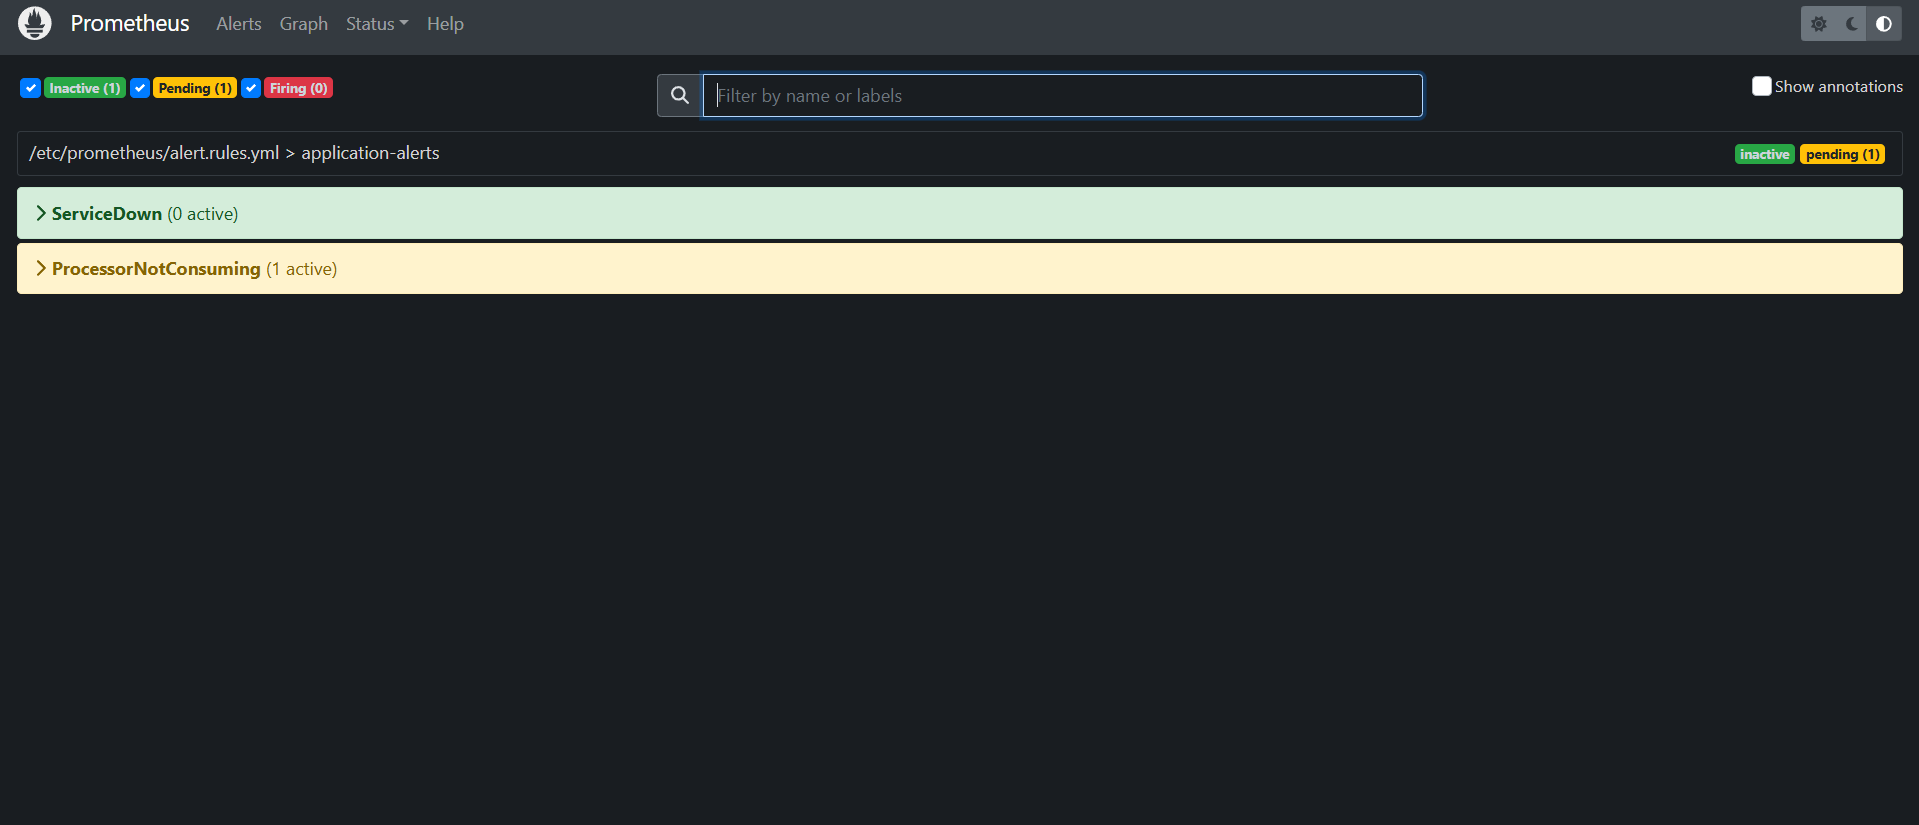 Prometheus Alerts Graph Status Help
Inactive (1) Pending (1) Firing (0) Filter by name or labels Show annotations
/etc/prometheus/alert.rules.yml > application-alerts inactive pending (1)
ServiceDown (0 active)
ProcessorNotConsuming (1 active)